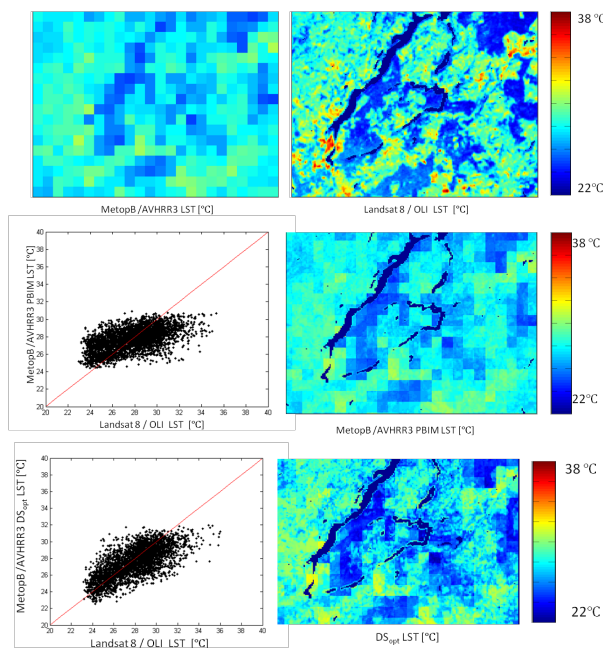 38 °C
22°C
MetopB /AVHRR3 LST [°C]
Landsat 8 / OLI LST [°C]
40
38
36
34
32
30
28
26
24
22
20
MetopB /AVHRR3 PBIM LST [°C]
20 22 24 26 28 30 32 34 36 38 40
Landsat 8 / OLI LST [°C]
38 °C
22°C
MetopB/AVHRR3 PBIM LST [°C]
40
38
36
34
32
30
28
26
24
22
20
MetopB /AVHRR3 DSopt LST [°C]
20 22 24 26 28 30 32 34 36 38 40
Landsat 8 / OLI LST [°C]
38 °C
22°C
DSopt LST [°C]